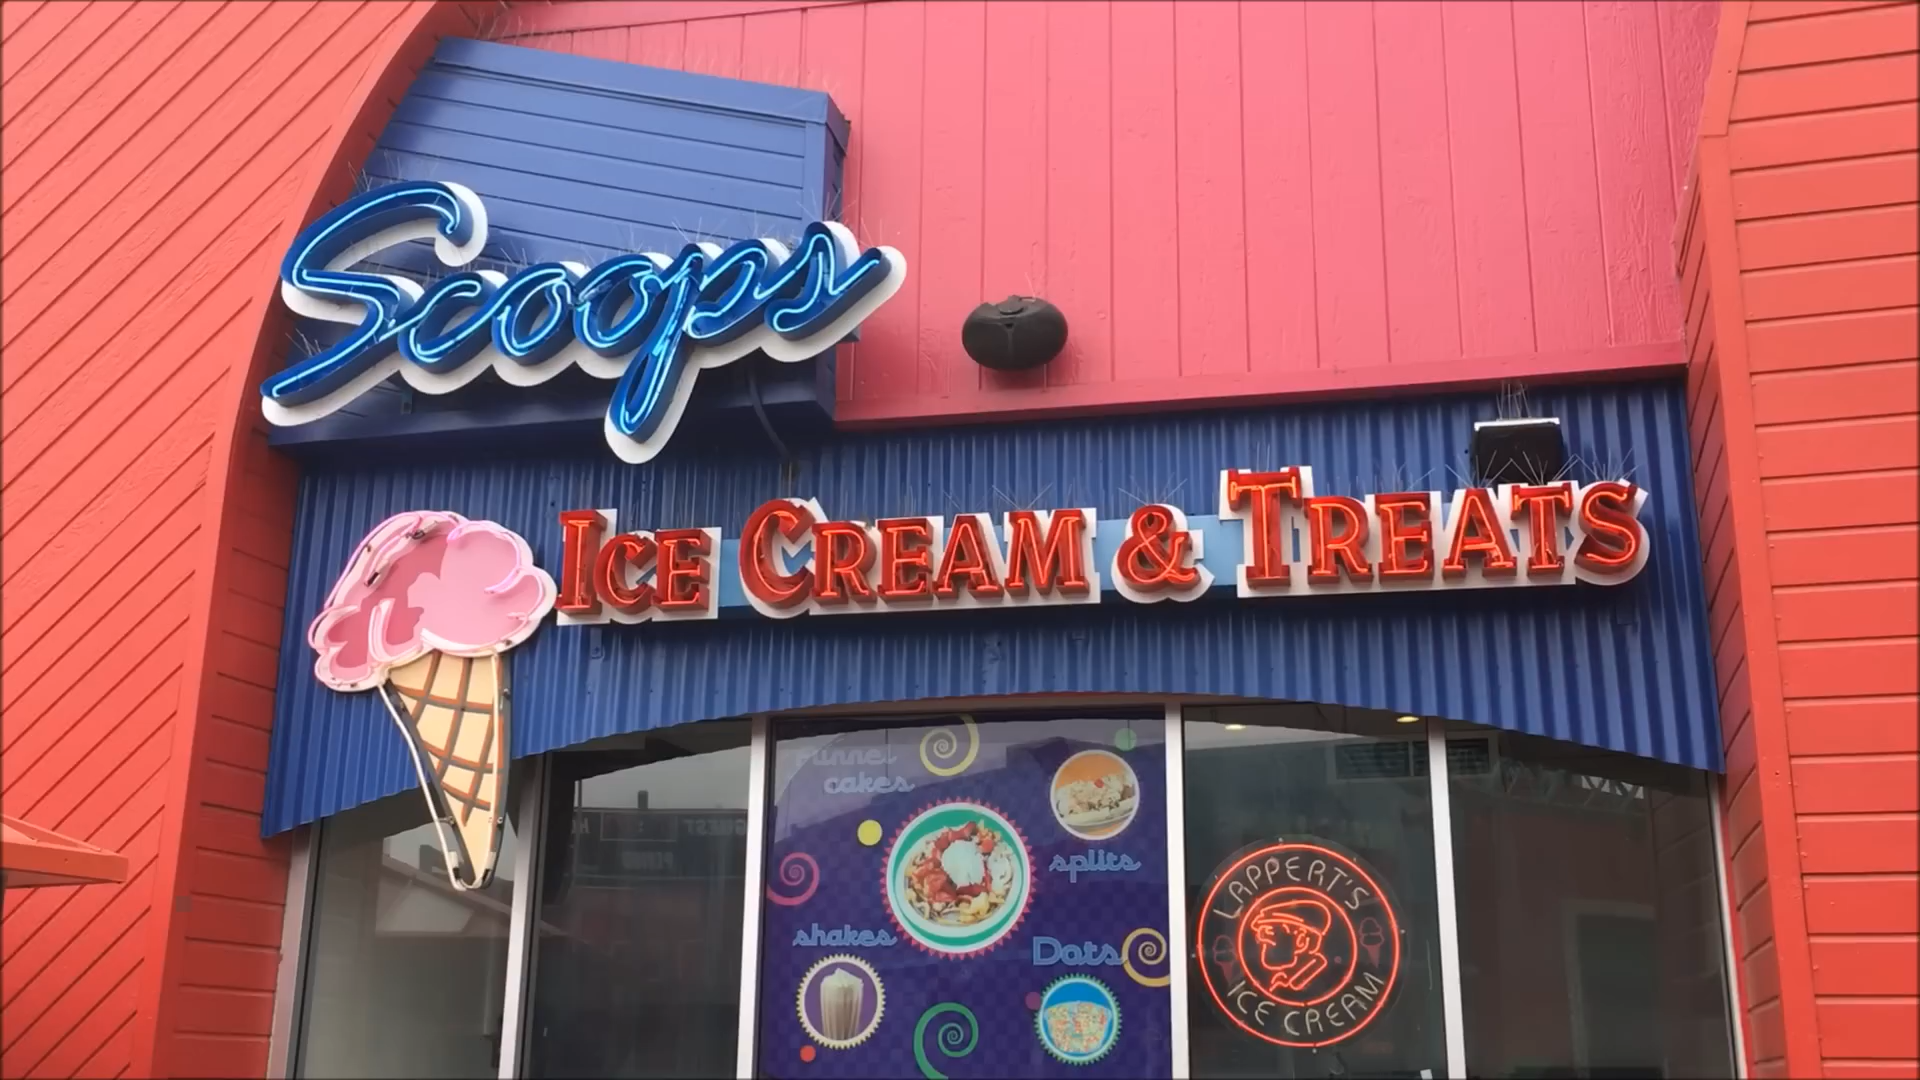 Scoops
ICE CREAM & TREATS
funnel
cakes
splits
shakes
Dots
LAPPERT'S
ICE CREAM